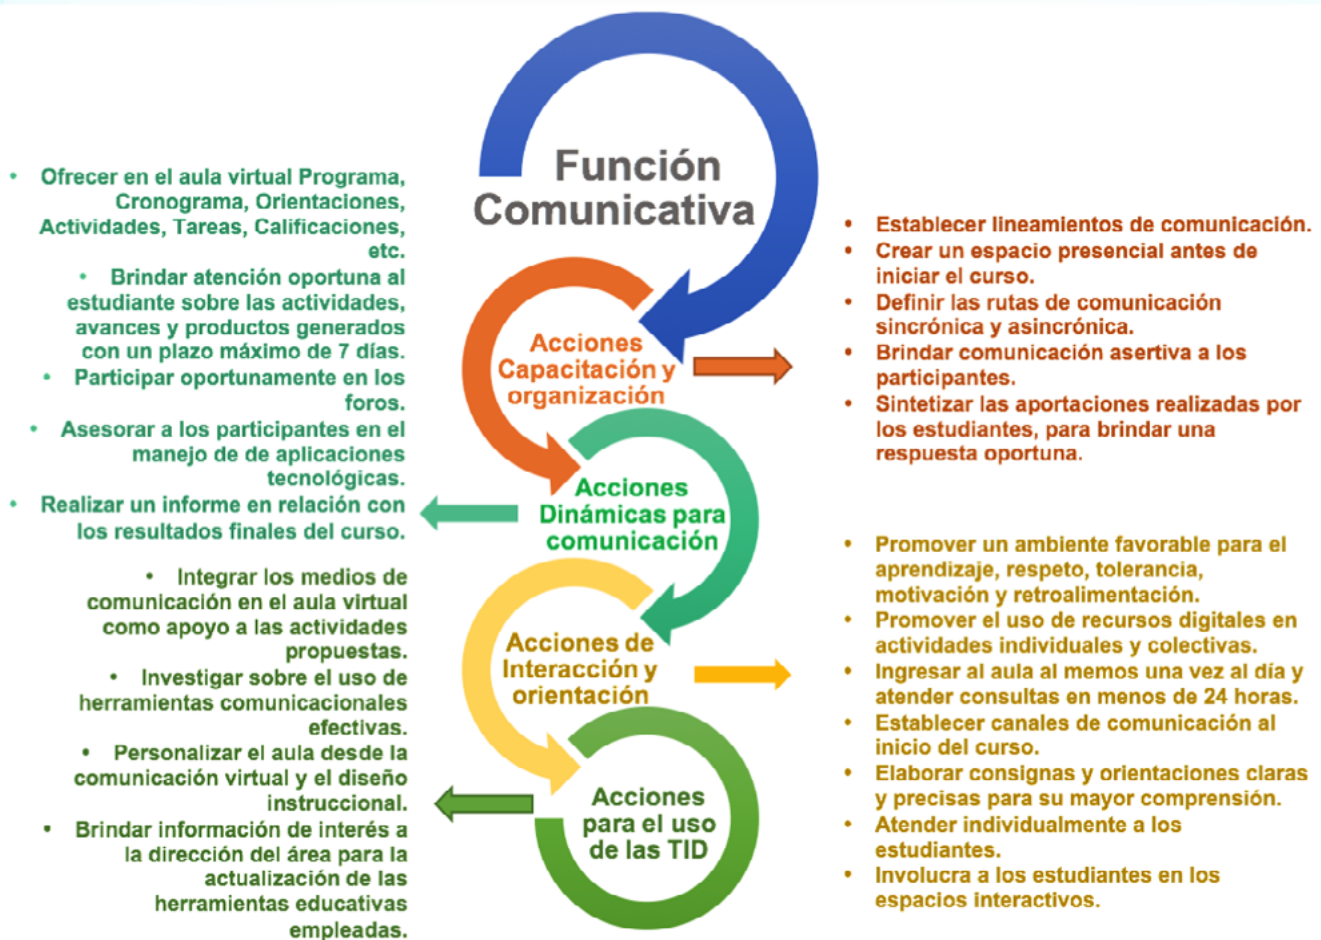 Función
Comunicativa
Acciones
Capacitación y
organización
• Establecer lineamientos de comunicación.
• Crear un espacio presencial antes de
iniciar el curso.
• Definir las rutas de comunicación
sincrónica y asincrónica.
• Brindar comunicación asertiva a los
participantes.
• Sintetizar las aportaciones realizadas por
los estudiantes, para brindar una
respuesta oportuna.
Acciones
Dinámicas para
comunicación
• Ofrecer en el aula virtual Programa,
Cronograma, Orientaciones,
Actividades, Tareas, Calificaciones,
etc.
• Brindar atención oportuna al
estudiante sobre las actividades,
avances y productos generados
con un plazo máximo de 7 días.
• Participar oportunamente en los
foros.
• Asesorar a los participantes en el
manejo de de aplicaciones
tecnológicas.
• Realizar un informe en relación con
los resultados finales del curso.
Acciones de
Interacción y
orientación
• Promover un ambiente favorable para el
aprendizaje, respeto, tolerancia,
motivación y retroalimentación.
• Promover el uso de recursos digitales en
actividades individuales y colectivas.
• Ingresar al aula al memos una vez al día y
atender consultas en menos de 24 horas.
• Establecer canales de comunicación al
inicio del curso.
• Elaborar consignas y orientaciones claras
y precisas para su mayor comprensión.
• Atender individualmente a los
estudiantes.
• Involucra a los estudiantes en los
espacios interactivos.
Acciones
para el uso
de las TID
• Integrar los medios de
comunicación en el aula virtual
como apoyo a las actividades
propuestas.
• Investigar sobre el uso de
herramientas comunicacionales
efectivas.
• Personalizar el aula desde la
comunicación virtual y el diseño
instruccional.
• Brindar información de interés a
la dirección del área para la
actualización de las
herramientas educativas
empleadas.